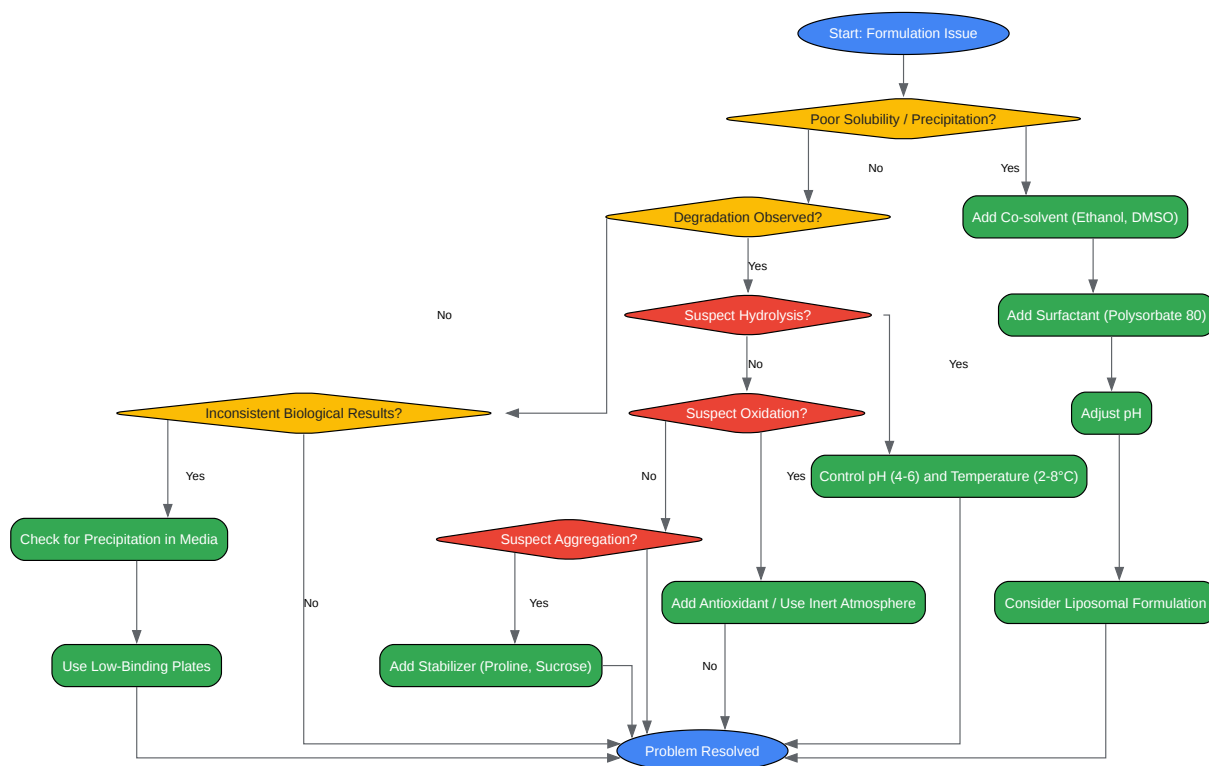 Start: Formulation Issue
Poor Solubility / Precipitation?
No
Yes
Degradation Observed?
Add Co-solvent (Ethanol, DMSO)
Yes
No
Suspect Hydrolysis?
Add Surfactant (Polysorbate 80)
No
Yes
Inconsistent Biological Results?
Suspect Oxidation?
Adjust pH
Yes
No
Yes
Control pH (4-6) and Temperature (2-8°C)
Check for Precipitation in Media
Suspect Aggregation?
No
Yes
Add Antioxidant / Use Inert Atmosphere
Consider Liposomal Formulation
Use Low-Binding Plates
Add Stabilizer (Proline, Sucrose)
No
Problem Resolved